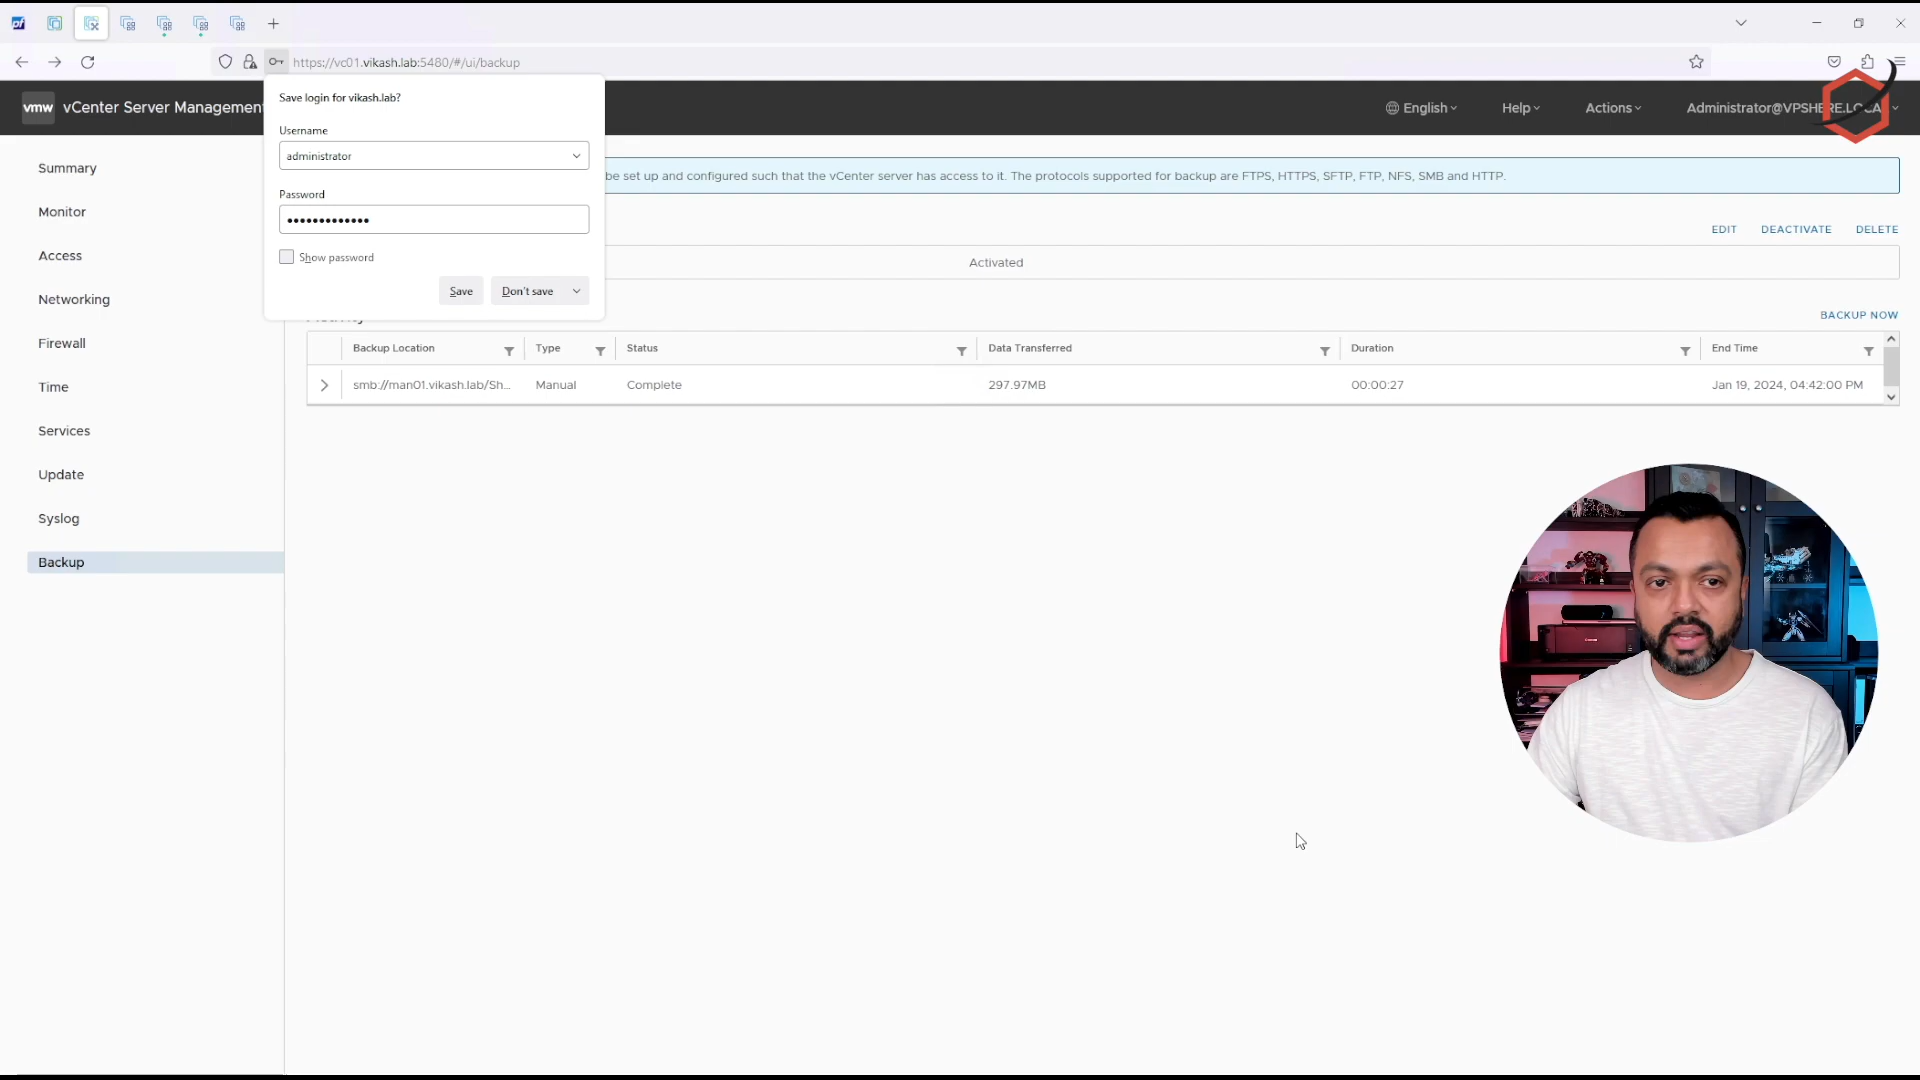 https://vc01.vikash.lab:5480/#/ui/backup
vmw vCenter Server Management
English
Help
Actions
Administrator@VPSHERE.LOCA
Save login for vikash.lab?
Username
administrator
Password
•••••••••••••
Show password
Save
Don't save
be set up and configured such that the vCenter server has access to it. The protocols supported for backup are FTPS, HTTPS, SFTP, FTP, NFS, SMB and HTTP.
EDIT DEACTIVATE DELETE
Activated
BACKUP NOW
Backup Location Type Status Data Transferred Duration End Time
smb://man01.vikash.lab/Sh... Manual Complete 297.97MB 00:00:27 Jan 19, 2024, 04:42:00 PM
Summary
Monitor
Access
Networking
Firewall
Time
Services
Update
Syslog
Backup